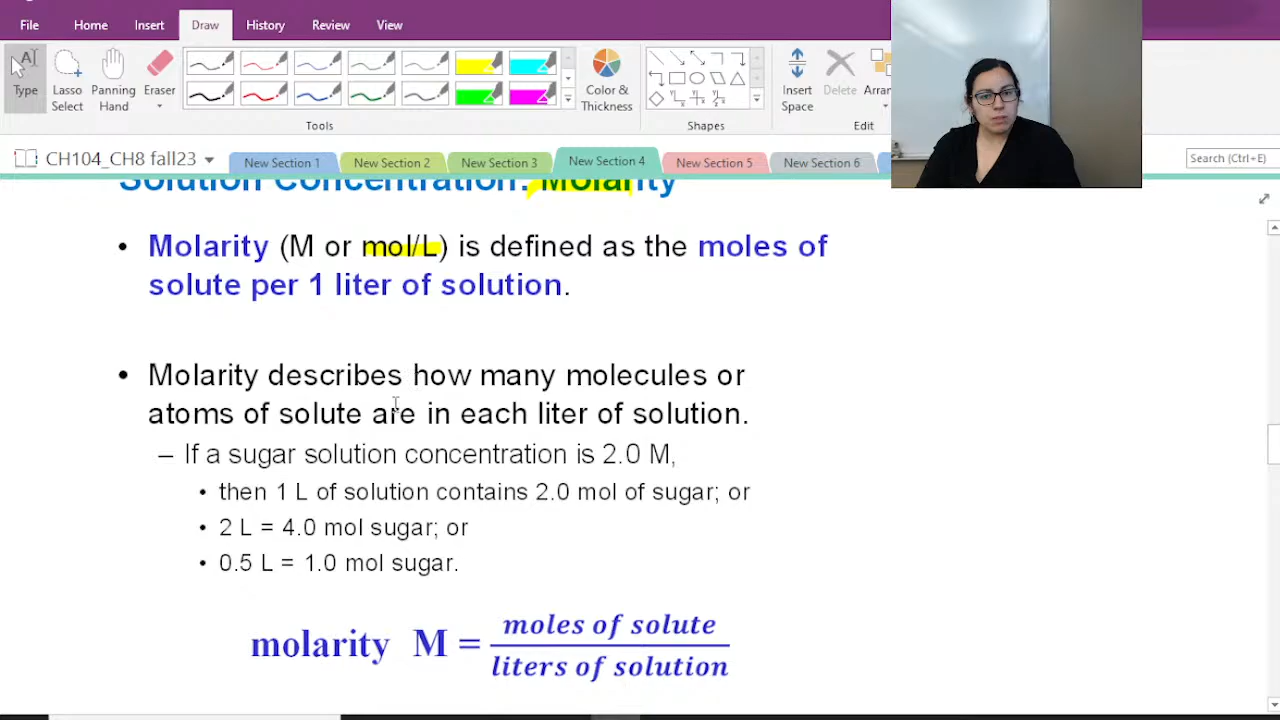 File Home Insert Draw History Review View
Type
Lasso Select
Panning Hand
Eraser
Color & Thickness
Insert Space
Delete
Tools
Shapes
Edit
CH104_CH8 fall23
New Section 1
New Section 2
New Section 3
New Section 4
New Section 5
New Section 6
Search (Ctrl+E)
Solution Concentration: Molarity
• Molarity (M or mol/L) is defined as the moles of
solute per 1 liter of solution.
• Molarity describes how many molecules or
atoms of solute are in each liter of solution.
– If a sugar solution concentration is 2.0 M,
• then 1 L of solution contains 2.0 mol of sugar; or
• 2 L = 4.0 mol sugar; or
• 0.5 L = 1.0 mol sugar.
molarity M = moles of solute
liters of solution